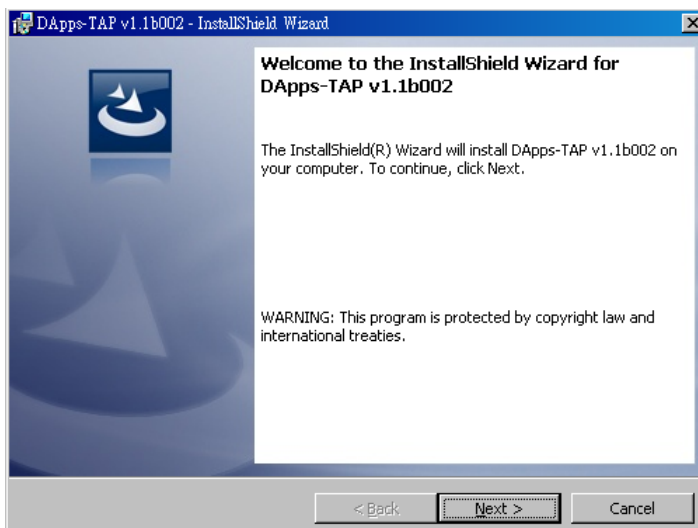 DApps-TAP v1.1b002 - InstallShield Wizard
Welcome to the InstallShield Wizard for
DApps-TAP v1.1b002
The InstallShield(R) Wizard will install DApps-TAP v1.1b002 on
your computer. To continue, click Next.
WARNING: This program is protected by copyright law and
international treaties.
< Back Next > Cancel